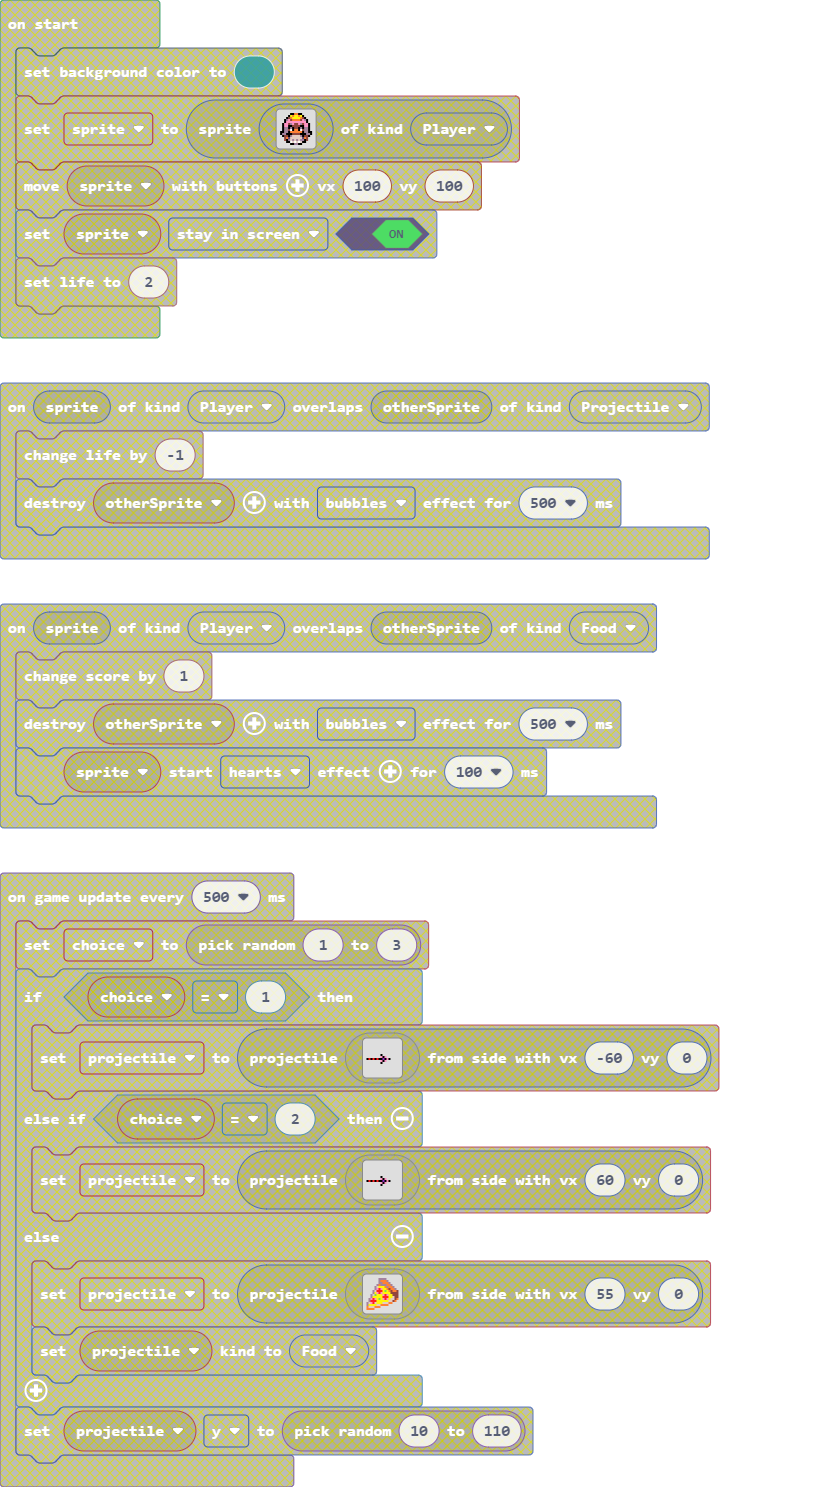 on start
set background color to
set sprite to sprite of kind Player
move sprite with buttons vx 100 vy 100
set sprite stay in screen ON
set life to 2
on sprite of kind Player overlaps otherSprite of kind Projectile
change life by -1
destroy otherSprite with bubbles effect for 500 ms
on sprite of kind Player overlaps otherSprite of kind Food
change score by 1
destroy otherSprite with bubbles effect for 500 ms
sprite start hearts effect for 100 ms
on game update every 500 ms
set choice to pick random 1 to 3
if choice = 1 then
set projectile to projectile from side with vx -60 vy 0
else if choice = 2 then
set projectile to projectile from side with vx 60 vy 0
else
set projectile to projectile from side with vx 55 vy 0
set projectile kind to Food
set projectile y to pick random 10 to 110